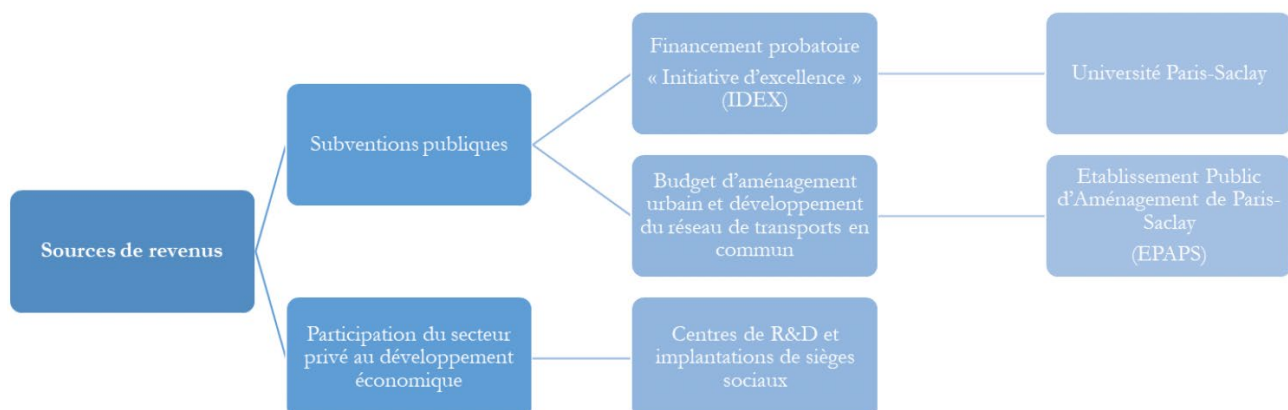 Sources de revenus
Subventions publiques
Financement probatoire
« Initiative d'excellence »
(IDEX)
Université Paris-Saclay
Budget d'aménagement
urbain et développement
du réseau de transports en
commun
Etablissement Public
d'Aménagement de Paris-
Saclay
(EPAPS)
Participation du secteur
privé au développement
économique
Centres de R&D et
implantations de sièges
sociaux